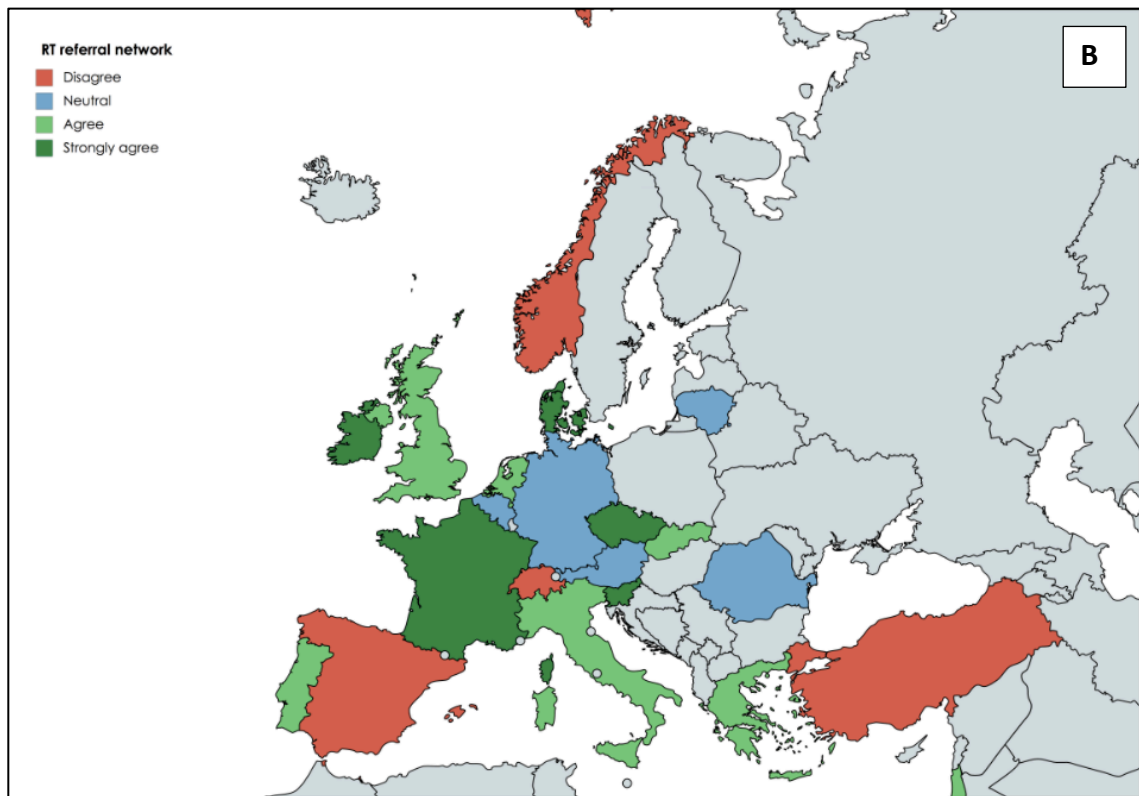 RT referral network
Disagree
Neutral
Agree
Strongly agree
B